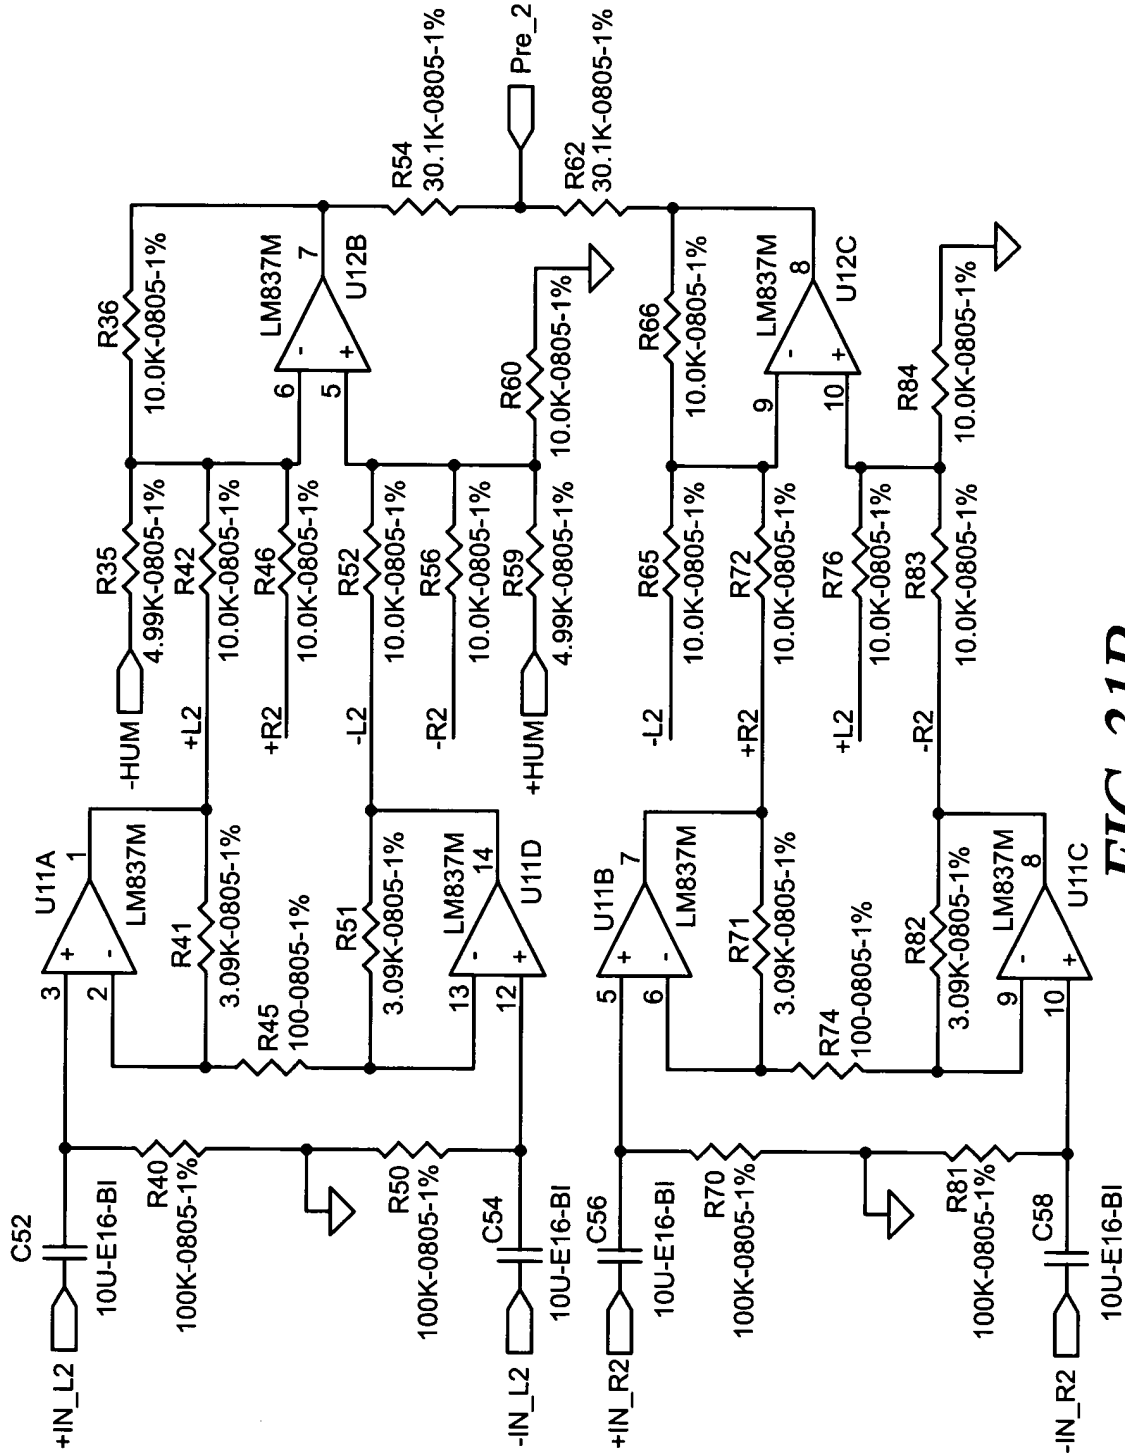 +IN_L2
C52
10U-E16-BI
R40
100K-0805-1%
R50
100K-0805-1%
C54
10U-E16-BI
-IN_L2
3
2
+
-
U11A
1
LM837M
R41
3.09K-0805-1%
R45
100-0805-1%
R51
3.09K-0805-1%
13
12
-
+
LM837M
14
U11D
-HUM
R35
4.99K-0805-1%
+L2
R42
10.0K-0805-1%
+R2
R46
10.0K-0805-1%
-L2
R52
10.0K-0805-1%
-R2
R56
10.0K-0805-1%
+HUM
R59
4.99K-0805-1%
R36
10.0K-0805-1%
6
5
-
+
LM837M
7
U12B
R60
10.0K-0805-1%
R54
30.1K-0805-1%
Pre_2
R62
30.1K-0805-1%
+IN_R2
C56
10U-E16-BI
R70
100K-0805-1%
R81
100K-0805-1%
C58
10U-E16-BI
-IN_R2
5
6
+
-
U11B
7
LM837M
R71
3.09K-0805-1%
R74
100-0805-1%
R82
3.09K-0805-1%
9
10
-
+
LM837M
8
U11C
-L2
R65
10.0K-0805-1%
+R2
R72
10.0K-0805-1%
+L2
R76
10.0K-0805-1%
-R2
R83
10.0K-0805-1%
R66
10.0K-0805-1%
9
10
-
+
LM837M
8
U12C
R84
10.0K-0805-1%